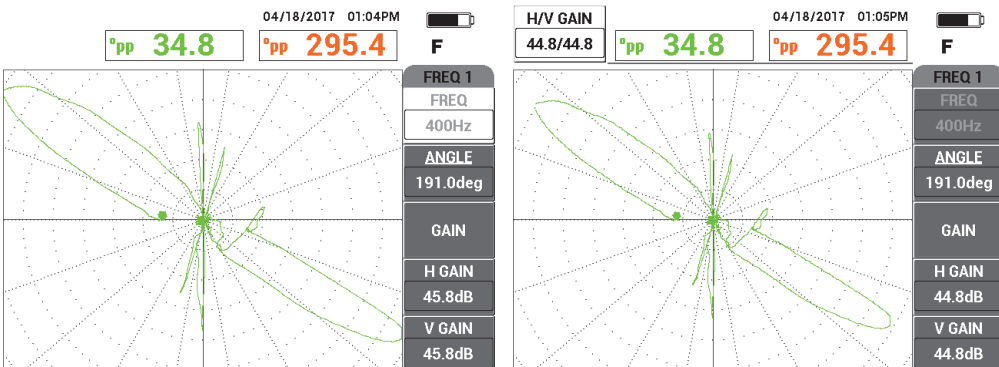 04/18/2017 01:04PM
°pp 34.8 °pp 295.4 F
FREQ 1
FREQ
400Hz
ANGLE
191.0deg
GAIN
H GAIN
45.8dB
V GAIN
45.8dB
H/V GAIN
44.8/44.8
04/18/2017 01:05PM
°pp 34.8 °pp 295.4 F
FREQ 1
FREQ
400Hz
ANGLE
191.0deg
GAIN
H GAIN
44.8dB
V GAIN
44.8dB